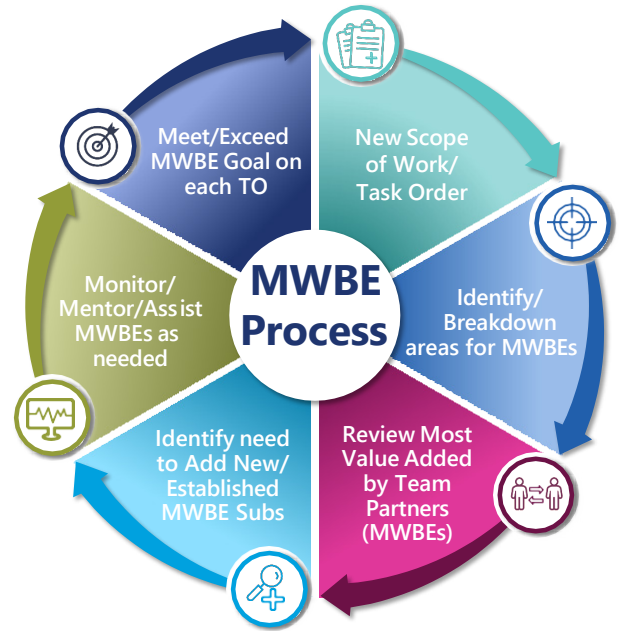 MWBE
Process
New Scope
of Work/
Task Order
Identify/
Breakdown
areas for MWBEs
Review Most
Value Added
by Team
Partners
(MWBEs)
Identify need
to Add New/
Established
MWBE Subs
Monitor/
Mentor/Assist
MWBEs as
needed
Meet/Exceed
MWBE Goal on
each TO